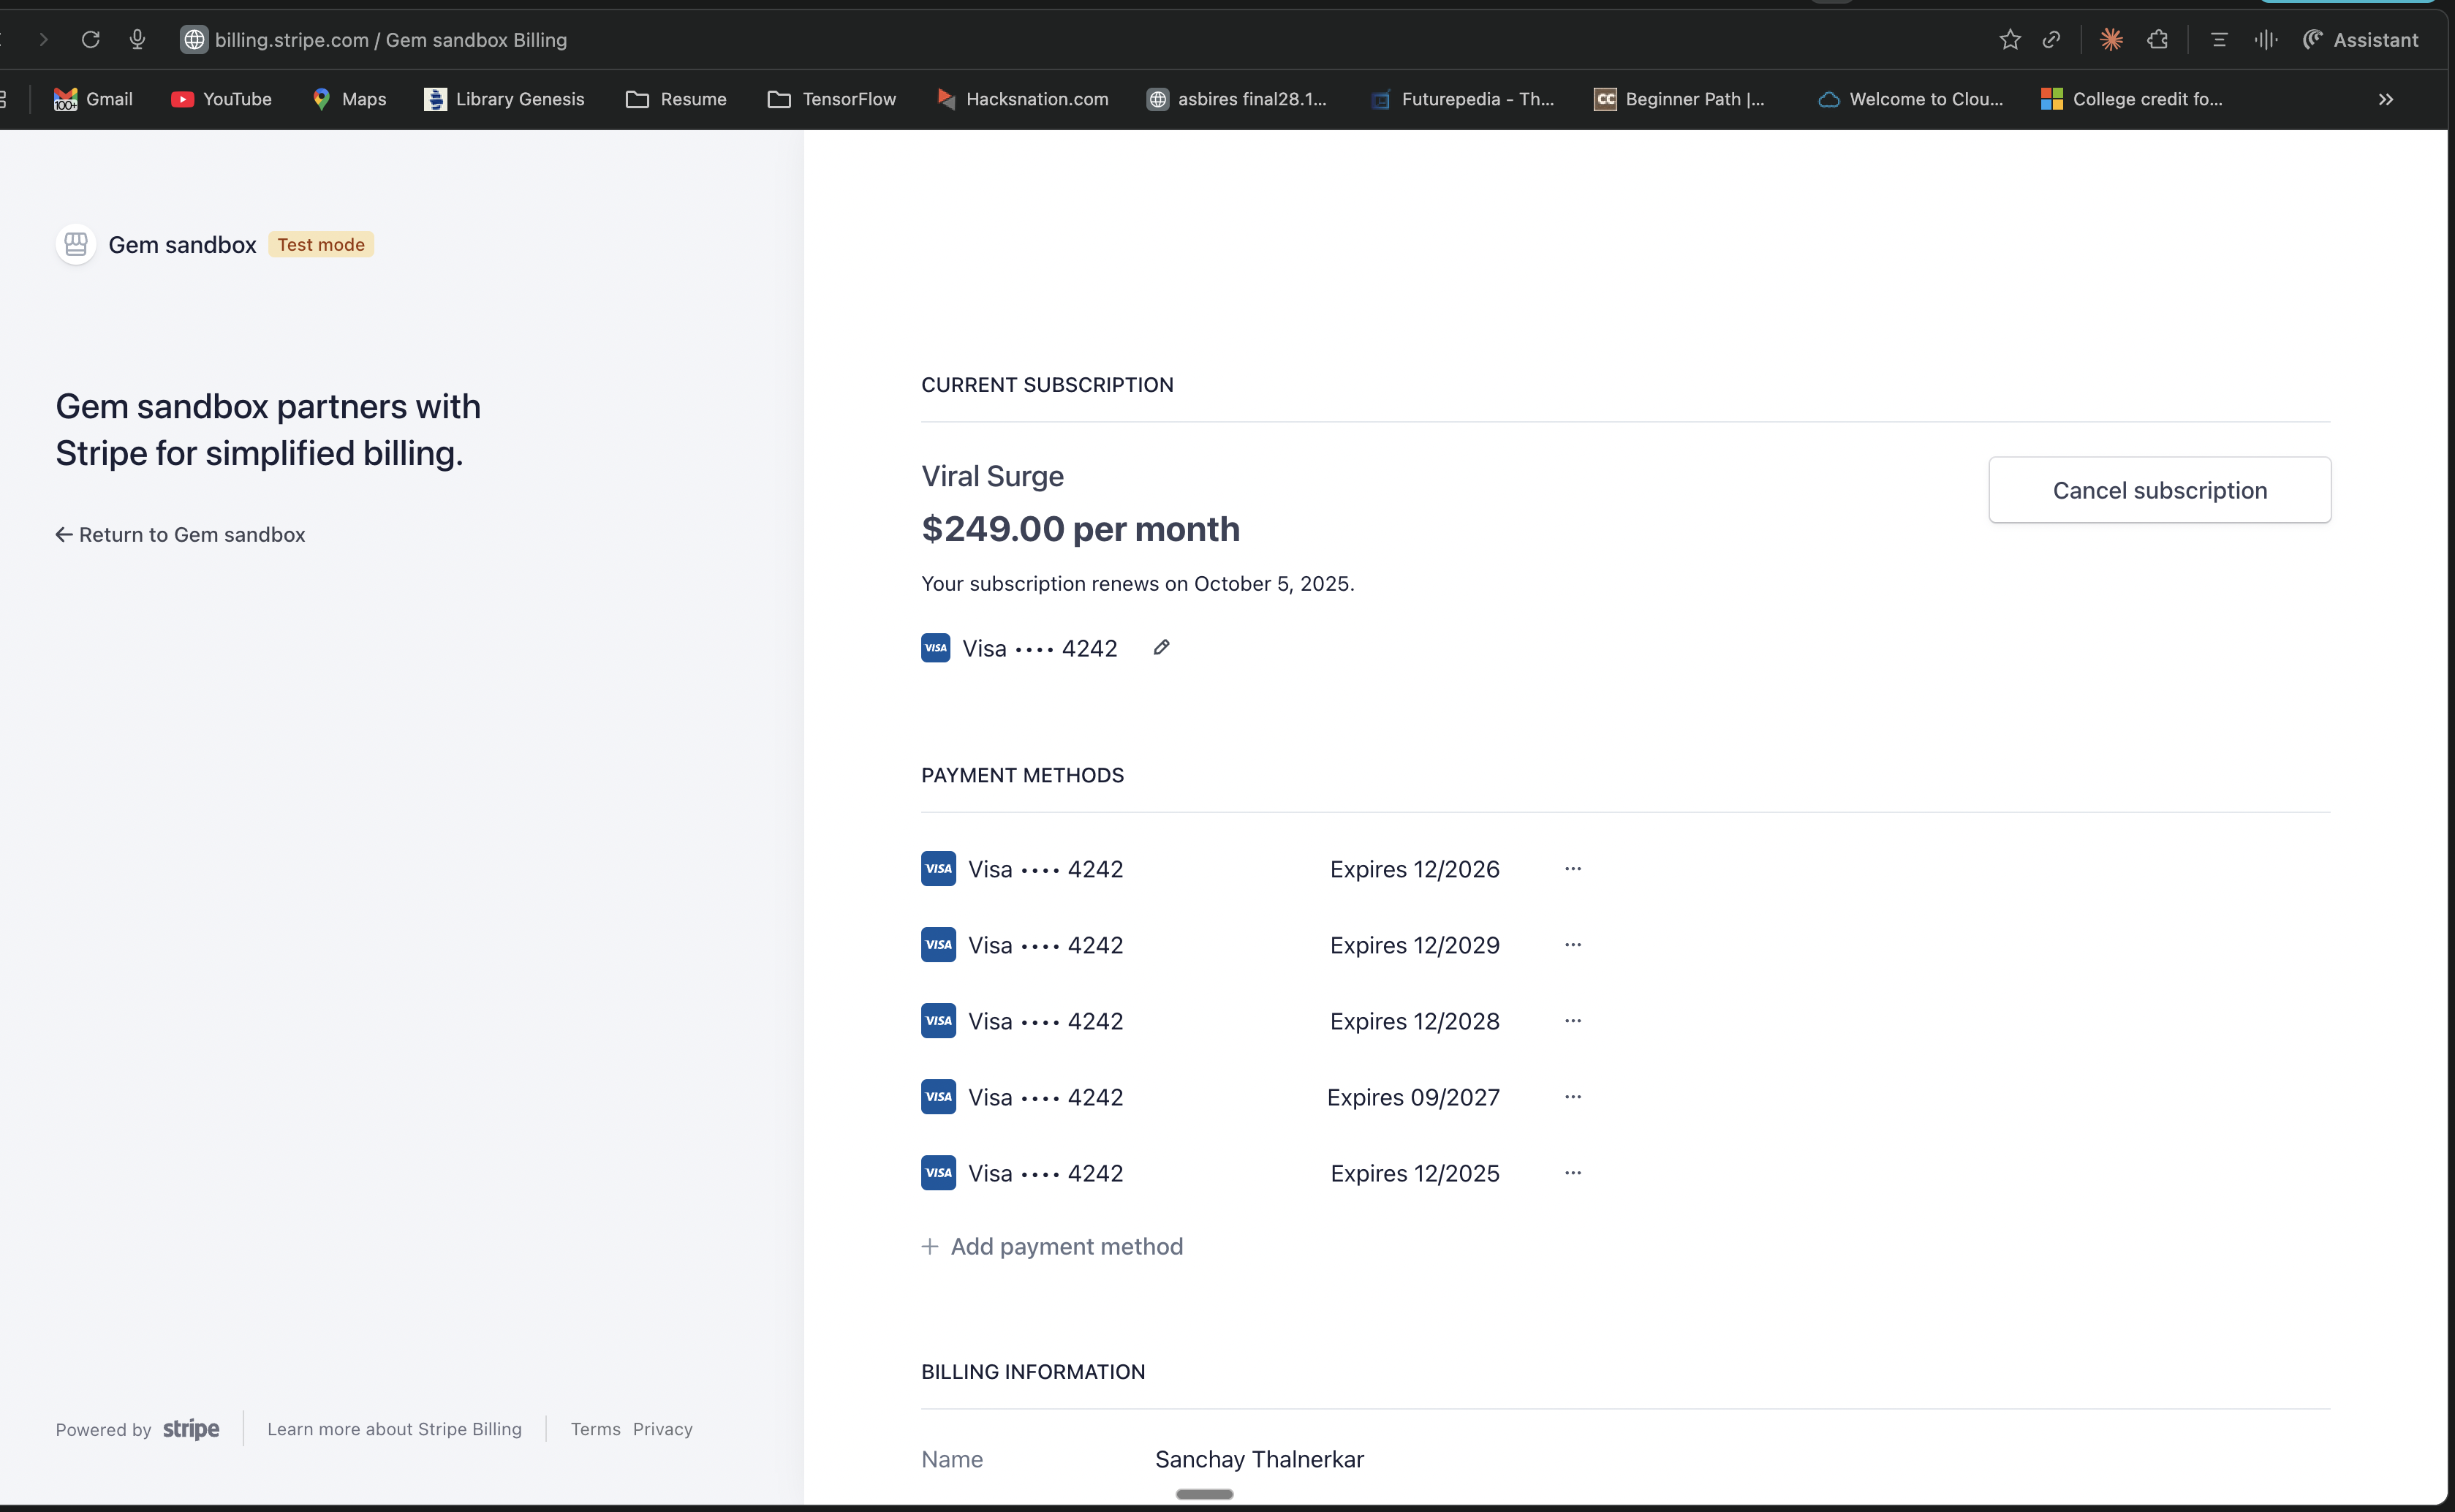 billing.stripe.com / Gem sandbox Billing
Assistant
100+ Gmail
YouTube
Maps
Library Genesis
Resume
TensorFlow
Hacksnation.com
asbires final28.1...
Futurepedia - Th...
CC Beginner Path |...
Welcome to Clou...
College credit fo...
Gem sandbox Test mode
Gem sandbox partners with
Stripe for simplified billing.
← Return to Gem sandbox
Powered by stripe
Learn more about Stripe Billing
Terms Privacy
CURRENT SUBSCRIPTION
Viral Surge
$249.00 per month
Your subscription renews on October 5, 2025.
VISA Visa •••• 4242
Cancel subscription
PAYMENT METHODS
VISA Visa •••• 4242 Expires 12/2026 ···
VISA Visa •••• 4242 Expires 12/2029 ···
VISA Visa •••• 4242 Expires 12/2028 ···
VISA Visa •••• 4242 Expires 09/2027 ···
VISA Visa •••• 4242 Expires 12/2025 ···
+ Add payment method
BILLING INFORMATION
Name Sanchay Thalnerkar